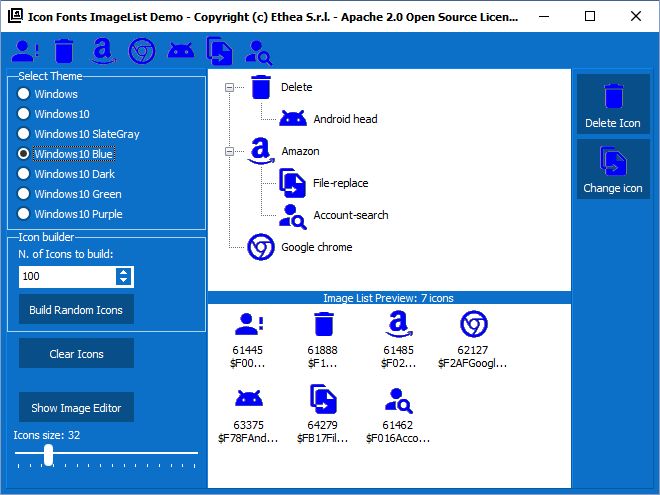 Icon Fonts ImageList Demo - Copyright (c) Ethea S.r.l. - Apache 2.0 Open Source Licen...
Select Theme
Windows
Windows10
Windows10 SlateGray
Windows10 Blue
Windows10 Dark
Windows10 Green
Windows10 Purple
Icon builder
N. of Icons to build:
100
Build Random Icons
Clear Icons
Show Image Editor
Icons size: 32
Delete
Android head
Amazon
File-replace
Account-search
Google chrome
Image List Preview: 7 icons
61445 61888 61485 62127
$F00... $F1... $F02... $F2AFGoogl...
63375 64279 61462
$F78FAnd... $FB17Fil... $F016Acco...
Delete Icon
Change icon